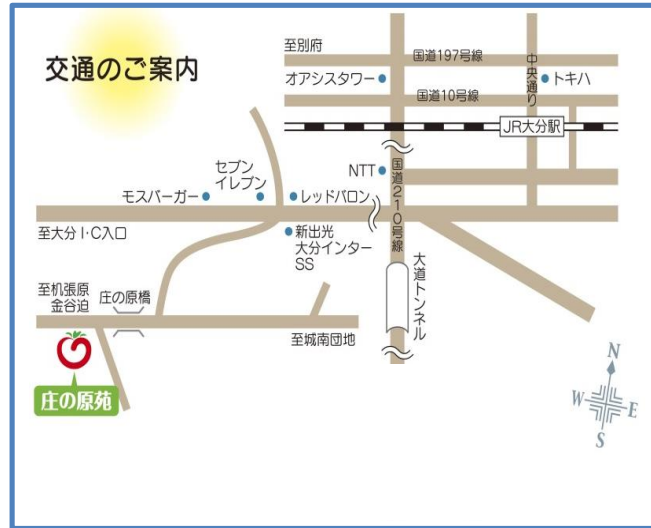 交通のご案内
至別府
国道197号線
オアシスタワー
中央通り
トキハ
国道10号線
JR大分駅
セブン
イレブン
NTT
国道210号線
モスバーガー
レッドバロン
至大分I・C入口
新出光
大分インター
SS
大道トンネル
至机張原
金谷迫
庄の原橋
至城南団地
庄の原苑
N
W
E
S